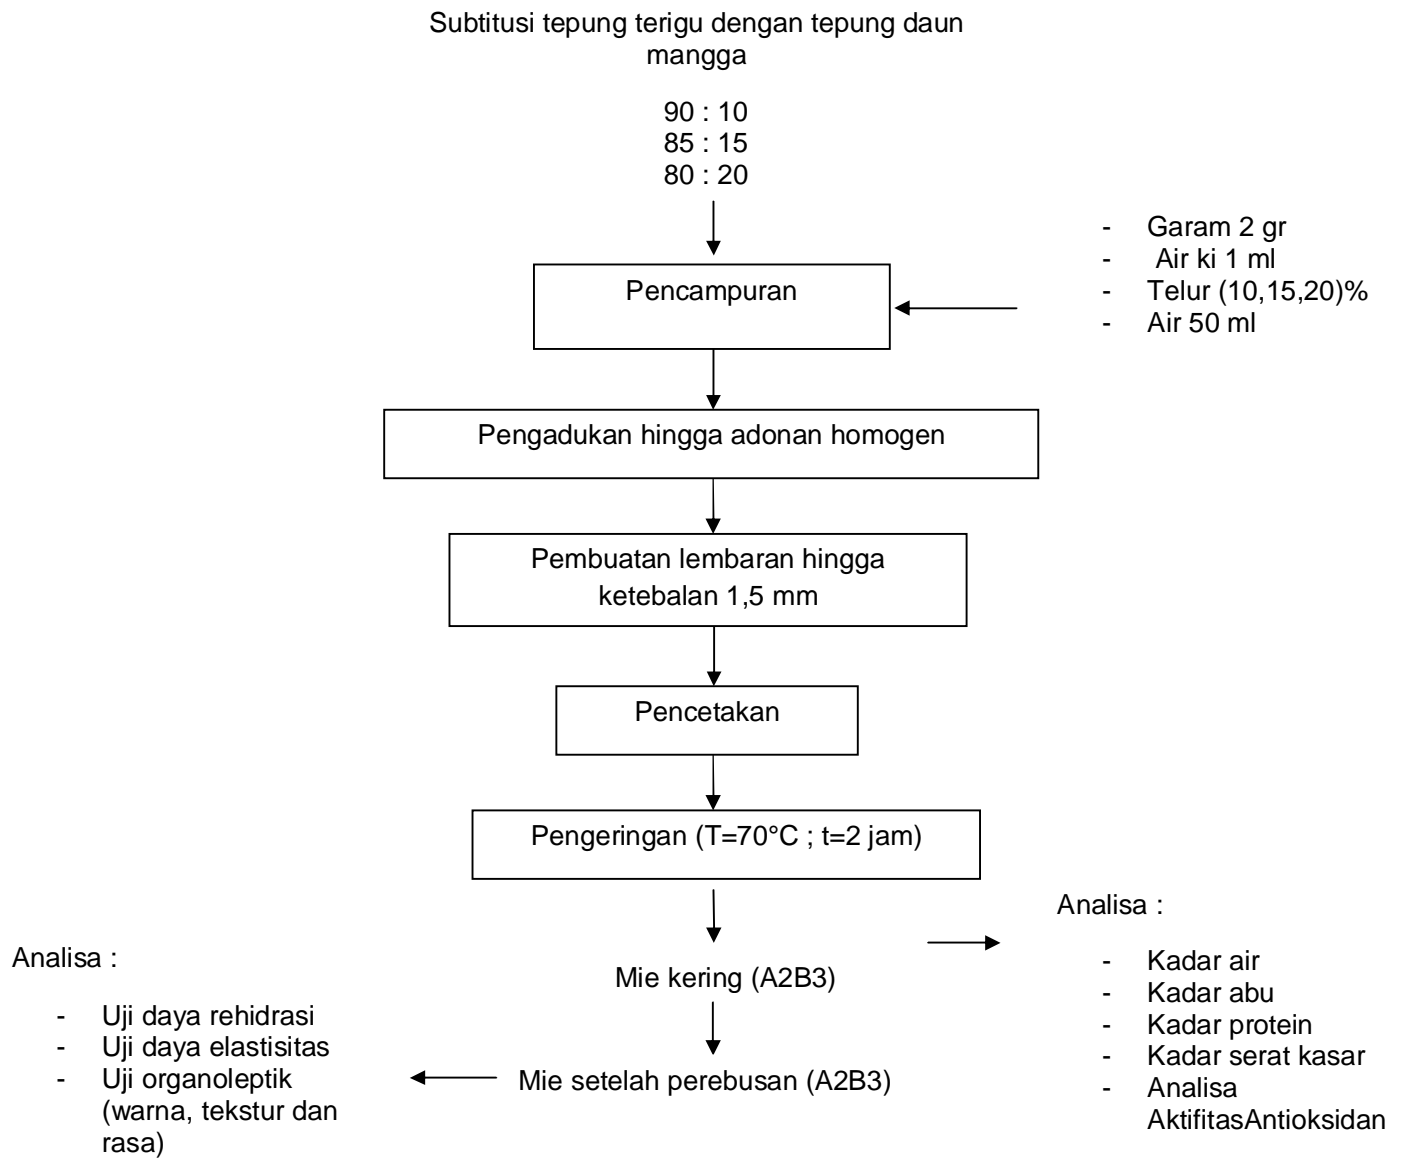 Subtitusi tepung terigu dengan tepung daun
mangga
90 : 10
85 : 15
80 : 20
- Garam 2 gr
- Air ki 1 ml
- Telur (10,15,20)%
- Air 50 ml
Pencampuran
Pengadukan hingga adonan homogen
Pembuatan lembaran hingga
ketebalan 1,5 mm
Pencetakan
Pengeringan (T=70°C ; t=2 jam)
Analisa :
- Kadar air
- Kadar abu
- Kadar protein
- Kadar serat kasar
- Analisa
AktifitasAntioksidan
Mie kering (A2B3)
Mie setelah perebusan (A2B3)
Analisa :
- Uji daya rehidrasi
- Uji daya elastisitas
- Uji organoleptik
(warna, tekstur dan
rasa)